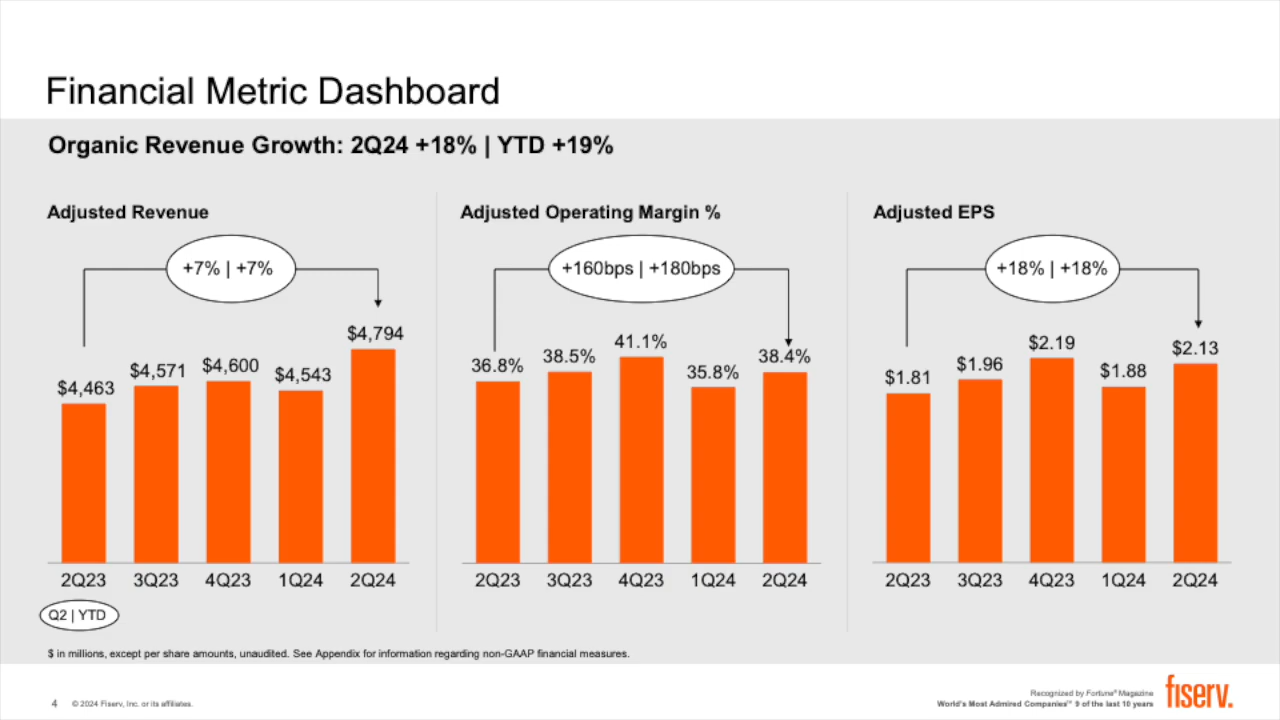 Financial Metric Dashboard
Organic Revenue Growth: 2Q24 +18% | YTD +19%
Adjusted Revenue
+7% | +7%
$4,463
$4,571
$4,600
$4,543
$4,794
2Q23
3Q23
4Q23
1Q24
2Q24
Adjusted Operating Margin %
+160bps | +180bps
36.8%
38.5%
41.1%
35.8%
38.4%
2Q23
3Q23
4Q23
1Q24
2Q24
Adjusted EPS
+18% | +18%
$1.81
$1.96
$2.19
$1.88
$2.13
2Q23
3Q23
4Q23
1Q24
2Q24
Q2 | YTD
$ in millions, except per share amounts, unaudited. See Appendix for information regarding non-GAAP financial measures.
4 © 2024 Fiserv, Inc. or its affiliates.
Recognized by Fortune® Magazine
World's Most Admired Companies™ 9 of the last 10 years
fiserv.